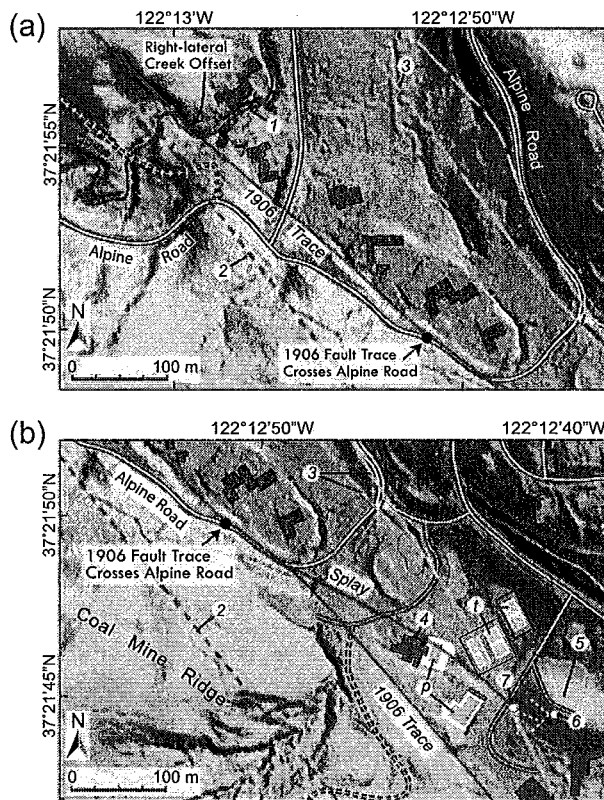 (a)
122°13'W
122°12'50"W
Right-lateral
Creek Offset
3
1
Alpine Road
37°21'55"N
1906 Trace
Alpine Road
2
37°21'50"N
N
1906 Fault Trace
Crosses Alpine Road
0 100 m
(b)
122°12'50"W
122°12'40"W
Alpine Road
3
37°21'50"N
1906 Fault Trace
Crosses Alpine Road
Splay
2
4
t
5
Coal Mine Ridge
p
7
6
37°21'45"N
1906 Trace
N
0 100 m